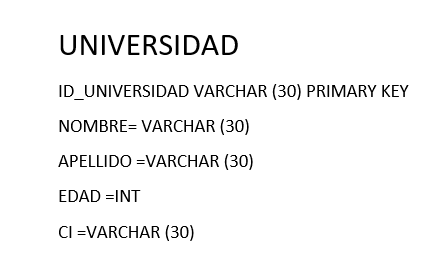 UNIVERSIDAD
ID_UNIVERSIDAD VARCHAR (30) PRIMARY KEY
NOMBRE= VARCHAR (30)
APELLIDO =VARCHAR (30)
EDAD =INT
CI =VARCHAR (30)